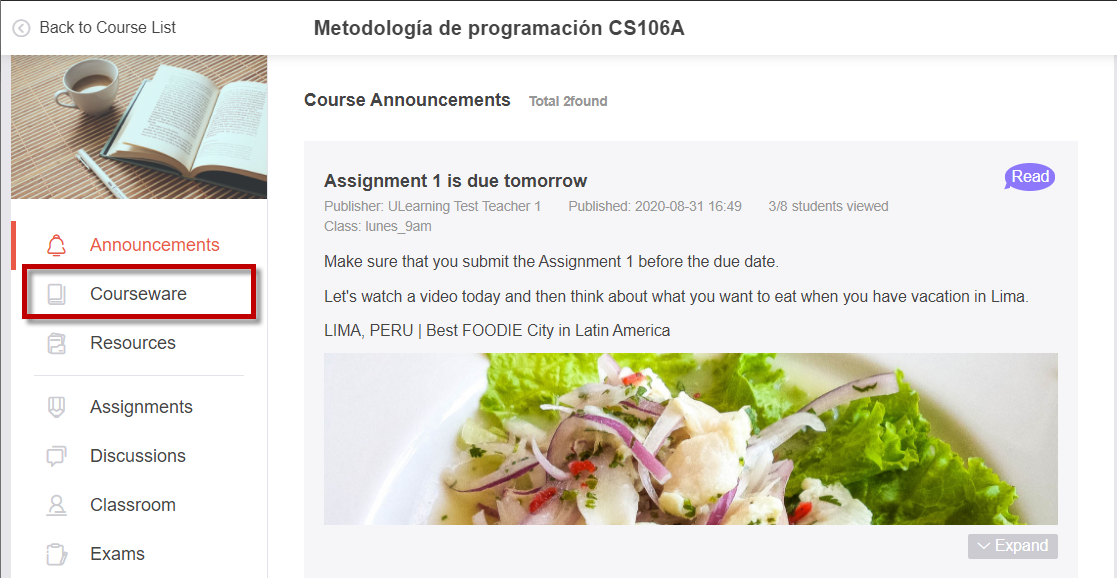 Back to Course List
Metodología de programación CS106A
Announcements
Courseware
Resources
Assignments
Discussions
Classroom
Exams
Course Announcements Total 2found
Assignment 1 is due tomorrow
Read
Publisher: ULearning Test Teacher 1 Published: 2020-08-31 16:49 3/8 students viewed
Class: lunes_9am
Make sure that you submit the Assignment 1 before the due date.
Let's watch a video today and then think about what you want to eat when you have vacation in Lima.
LIMA, PERU | Best FOODIE City in Latin America
Expand